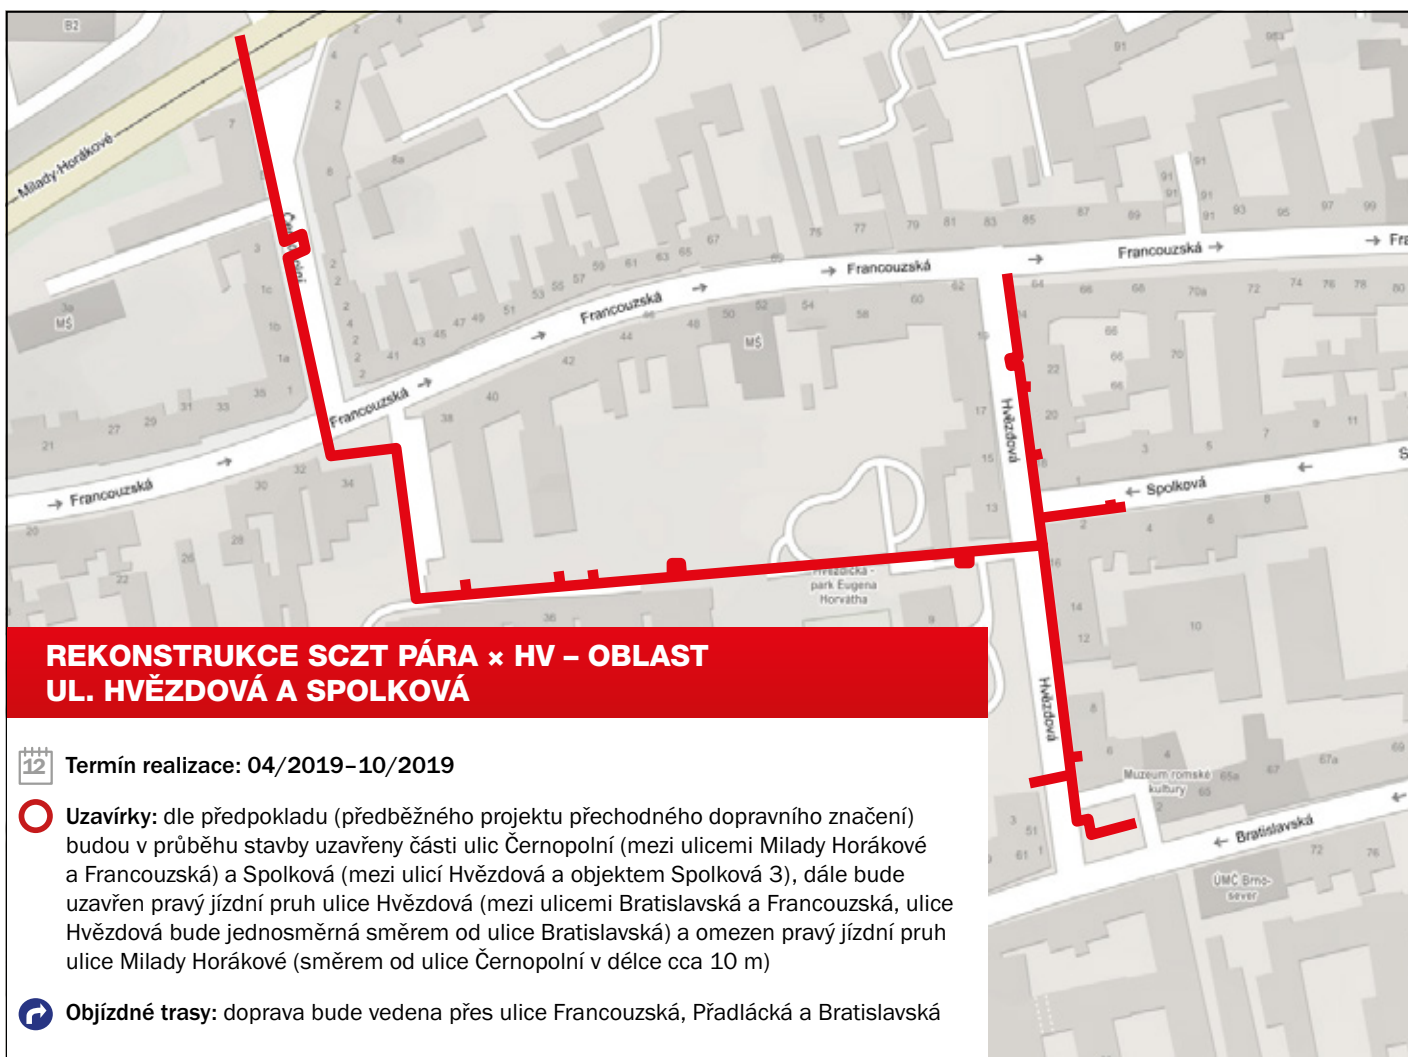 B2
Milady Horákové
Francouzská
Francouzská
Francouzská
Francouzská
Francouzská
MŠ
MŠ
Hvězdová
Spolková
park Eugena
Horvátha
Hvězdová
Muzeum romské
kultury
Bratislavská
ÚMČ Brno-
sever
REKONSTRUKCE SCZT PÁRA × HV – OBLAST
UL. HVĚZDOVÁ A SPOLKOVÁ
12
Termín realizace: 04/2019–10/2019
Uzavírky: dle předpokladu (předběžného projektu přechodného dopravního značení)
budou v průběhu stavby uzavřeny části ulic Černopolní (mezi ulicemi Milady Horákové
a Francouzská) a Spolková (mezi ulicí Hvězdová a objektem Spolková 3), dále bude
uzavřen pravý jízdní pruh ulice Hvězdová (mezi ulicemi Bratislavská a Francouzská, ulice
Hvězdová bude jednosměrná směrem od ulice Bratislavská) a omezen pravý jízdní pruh
ulice Milady Horákové (směrem od ulice Černopolní v délce cca 10 m)
Objízdné trasy: doprava bude vedena přes ulice Francouzská, Přadlácká a Bratislavská